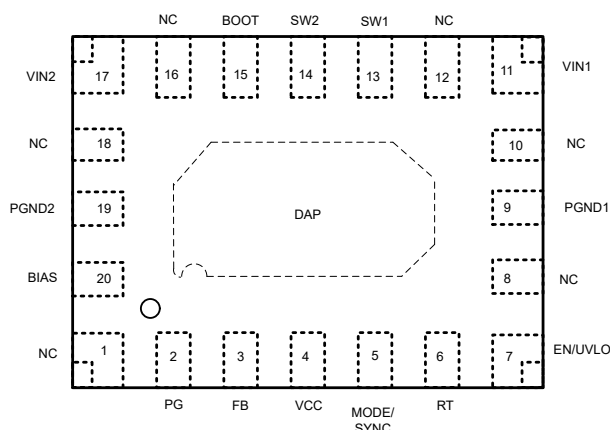 NC BOOT SW2 SW1 NC
VIN2 17 16 15 14 13 12 11 VIN1
NC 18 10 NC
PGND2 19 DAP 9 PGND1
BIAS 20 8 NC
NC 1 2 3 4 5 6 7 EN/UVLO
PG FB VCC MODE/ RT
SYNC